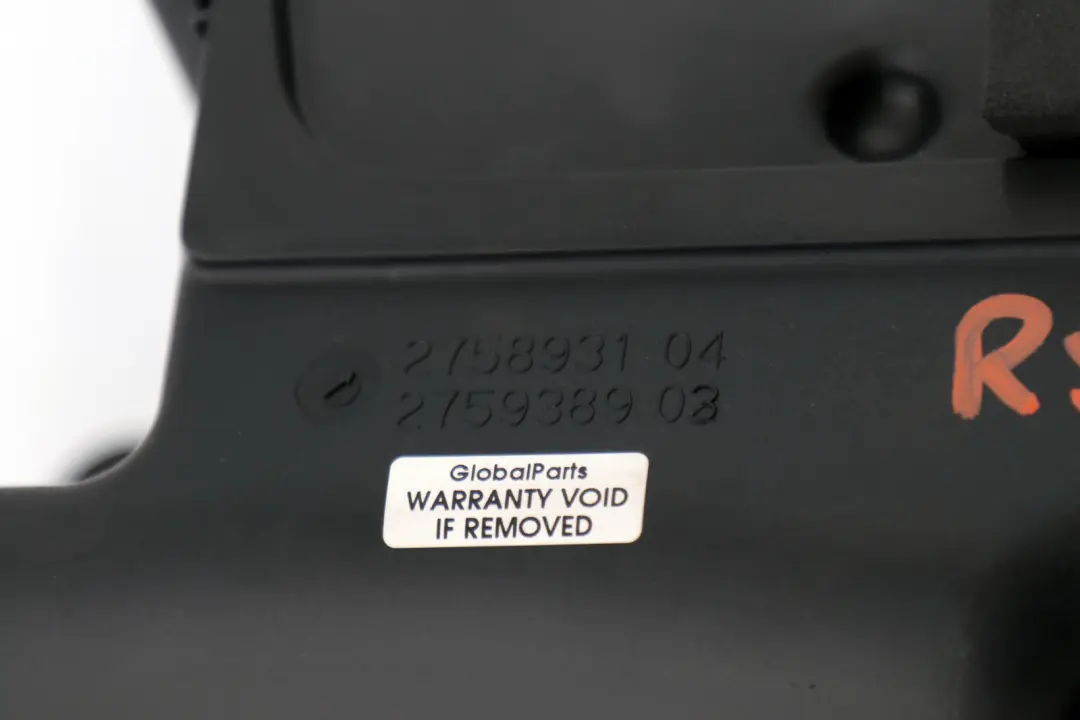 2758931 04
2759389 03
GlobalParts
WARRANTY VOID
IF REMOVED